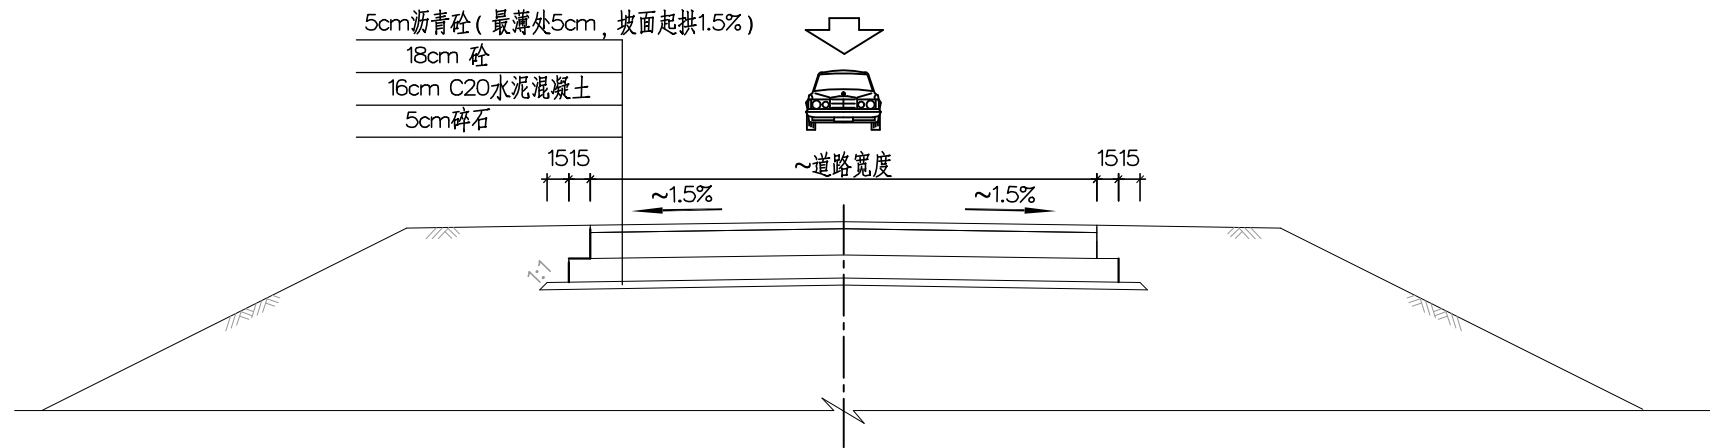 5cm沥青砼(最薄处5cm,坡面起拱1.5%)
18cm 砼
16cm C20水泥混凝土
5cm碎石
1515 ~道路宽度 1515
~1.5% ~1.5%
1:1